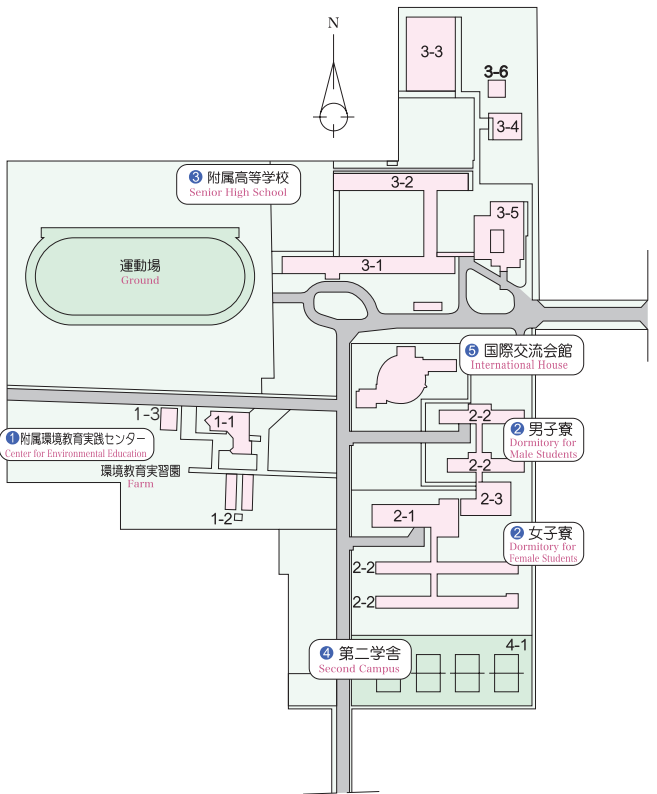 N
3-3
3-6
3-4
❸ 附属高等学校
Senior High School
3-2
3-5
運動場
Ground
3-1
❺ 国際交流会館
International House
1-3
1-1
❶ 附属環境教育実践センター
Center for Environmental Education
環境教育実習園
Farm
1-2
2-2
❷ 男子寮
Dormitory for
Male Students
2-2
2-3
2-1
❷ 女子寮
Dormitory for
Female Students
2-2
2-2
❹ 第二学舎
Second Campus
4-1